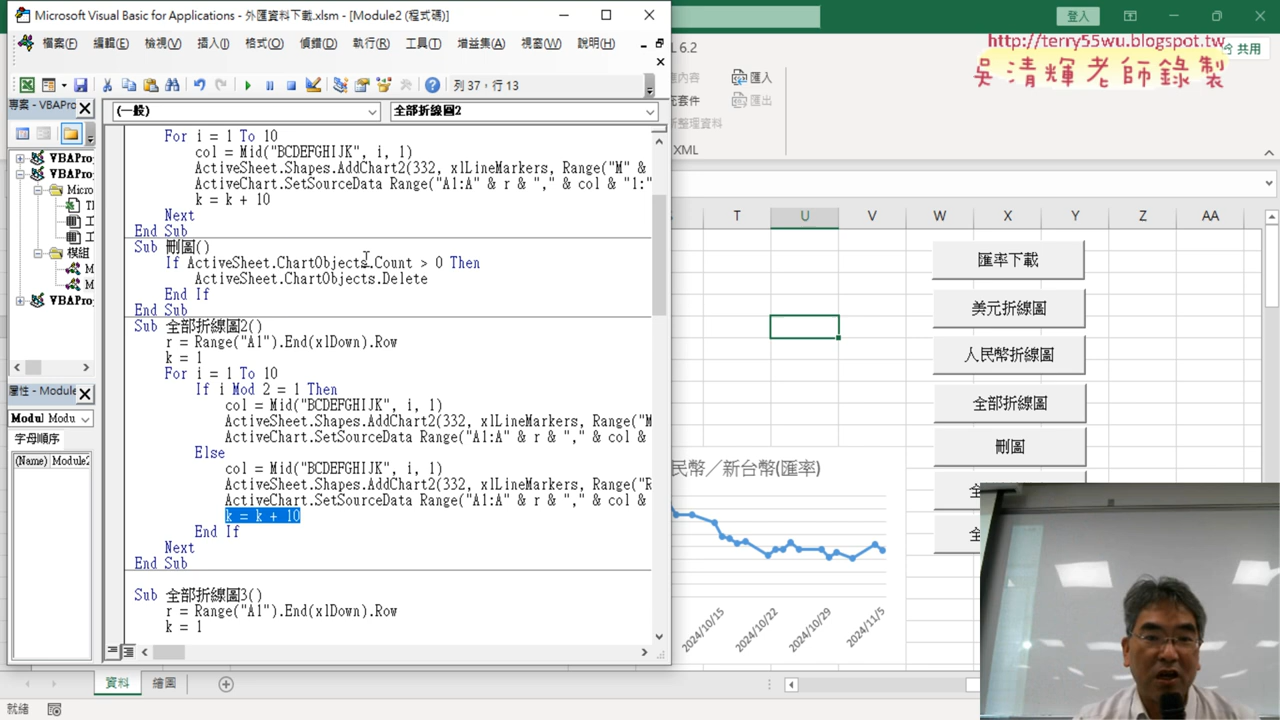 Microsoft Visual Basic for Applications - 外匯資料下載.xlsm - [Module2 (程式碼)]
登入
http://terry55wu.blogspot.tw
吳清輝老師錄製
共用
檔案(F) 編輯(E) 檢視(V) 插入(I) 格式(O) 偵錯(D) 執行(R) 工具(T) 增益集(A) 視窗(W) 說明(H)
L 6.2
匯入
匯出
XML
列 37，行 13
專案 - VBAPro
(一般)
全部折線圖2
VBAPro
VBAPro
Micro
工
工
模組
M
M
VBAPro
屬性 - Module
Modul Modu
字母順序
(Name) Module2
For i = 1 To 10
col = Mid("BCDEFGHIJK", i, 1)
ActiveSheet.Shapes.AddChart2(332, xlLineMarkers, Range("M" &
ActiveChart.SetSourceData Range("A1:A" & r & "," & col & "1:"
k = k + 10
Next
End Sub
Sub 刪圖()
If ActiveSheet.ChartObjects.Count > 0 Then
ActiveSheet.ChartObjects.Delete
End If
End Sub
Sub 全部折線圖2()
r = Range("A1").End(xlDown).Row
k = 1
For i = 1 To 10
If i Mod 2 = 1 Then
col = Mid("BCDEFGHIJK", i, 1)
ActiveSheet.Shapes.AddChart2(332, xlLineMarkers, Range("M
ActiveChart.SetSourceData Range("A1:A" & r & "," & col &
Else
col = Mid("BCDEFGHIJK", i, 1)
ActiveSheet.Shapes.AddChart2(332, xlLineMarkers, Range("R
ActiveChart.SetSourceData Range("A1:A" & r & "," & col &
k = k + 10
End If
Next
End Sub
Sub 全部折線圖3()
r = Range("A1").End(xlDown).Row
k = 1
T U V W X Y Z AA
匯率下載
美元折線圖
人民幣折線圖
全部折線圖
刪圖
全
全
民幣／新台幣(匯率)
2024/10/15
2024/10/22
2024/10/29
2024/11/5
資料 繪圖
就緒